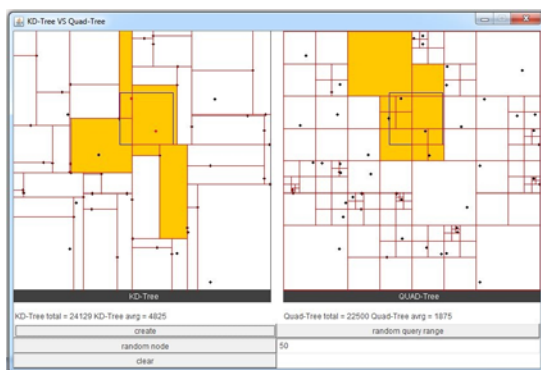 KD-Tree VS Quad-Tree
KD-Tree
QUAD-Tree
KD-Tree total = 24129 KD-Tree avrg = 4825
Quad-Tree total = 22500 Quad-Tree avrg = 1875
create
random query range
random node
50
clear